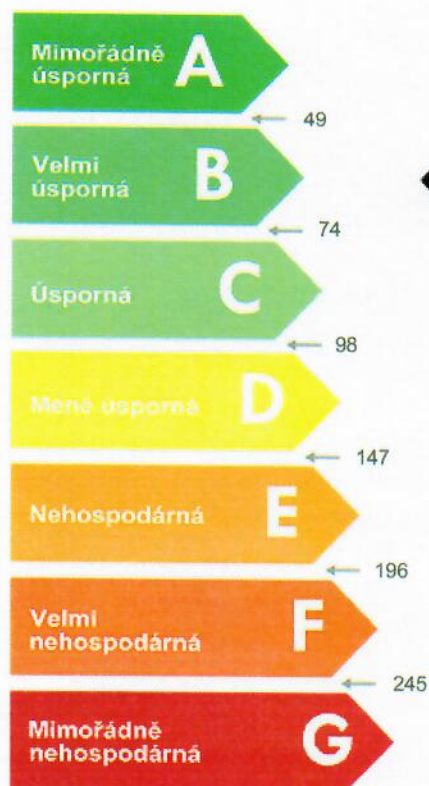 Mimořádně
úsporná A
49
Velmi
úsporná B
74
Úsporná C
98
Méně úsporná D
147
Nehospodárná E
196
Velmi
nehospodárná F
245
Mimořádně
nehospodárná G